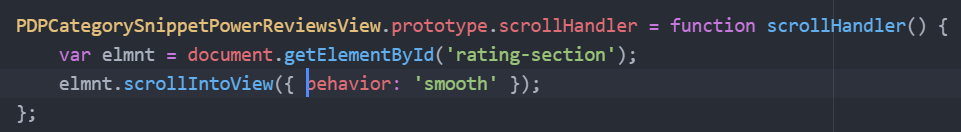 PDPCategorySnippetPowerReviewsView.prototype.scrollHandler = function scrollHandler() {
    var elmnt = document.getElementById('rating-section');
    elmnt.scrollIntoView({ behavior: 'smooth' });
};